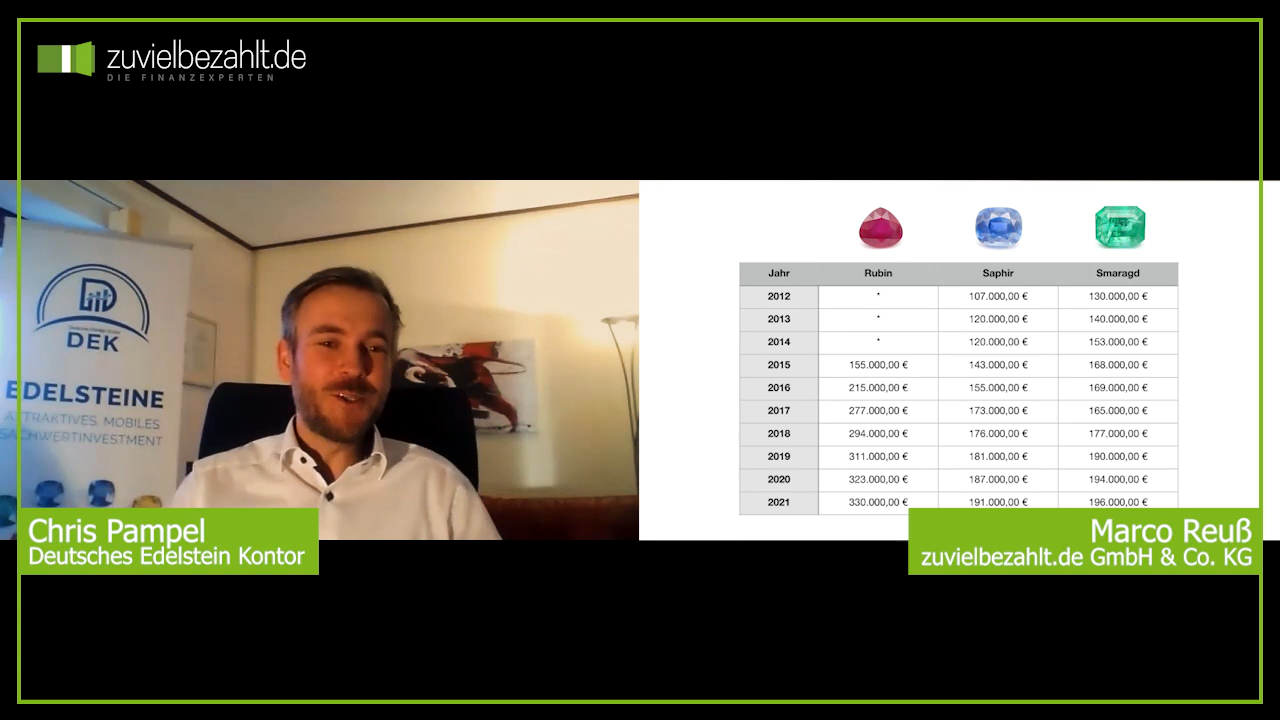 zuvielbezahlt.de
DIE FINANZEXPERTEN
DEK
EDELSTEINE
ATTRAKTIVES, MOBILES
SACHWERTINVESTMENT
Chris Pampel
Deutsches Edelstein Kontor
Jahr Rubin Saphir Smaragd
2012 * 107.000,00 € 130.000,00 €
2013 * 120.000,00 € 140.000,00 €
2014 * 120.000,00 € 153.000,00 €
2015 155.000,00 € 143.000,00 € 168.000,00 €
2016 215.000,00 € 155.000,00 € 169.000,00 €
2017 277.000,00 € 173.000,00 € 165.000,00 €
2018 294.000,00 € 176.000,00 € 177.000,00 €
2019 311.000,00 € 181.000,00 € 190.000,00 €
2020 323.000,00 € 187.000,00 € 194.000,00 €
2021 330.000,00 € 191.000,00 € 196.000,00 €
Marco Reuß
zuvielbezahlt.de GmbH & Co. KG